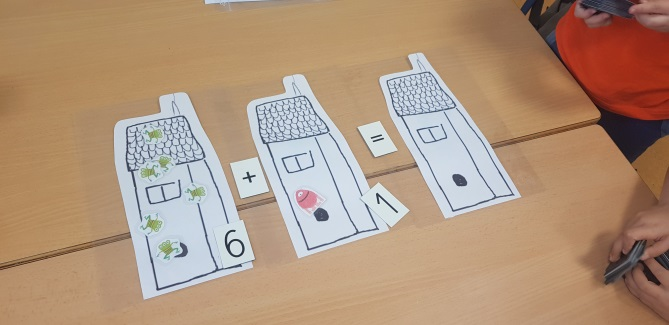 6
+
1
=